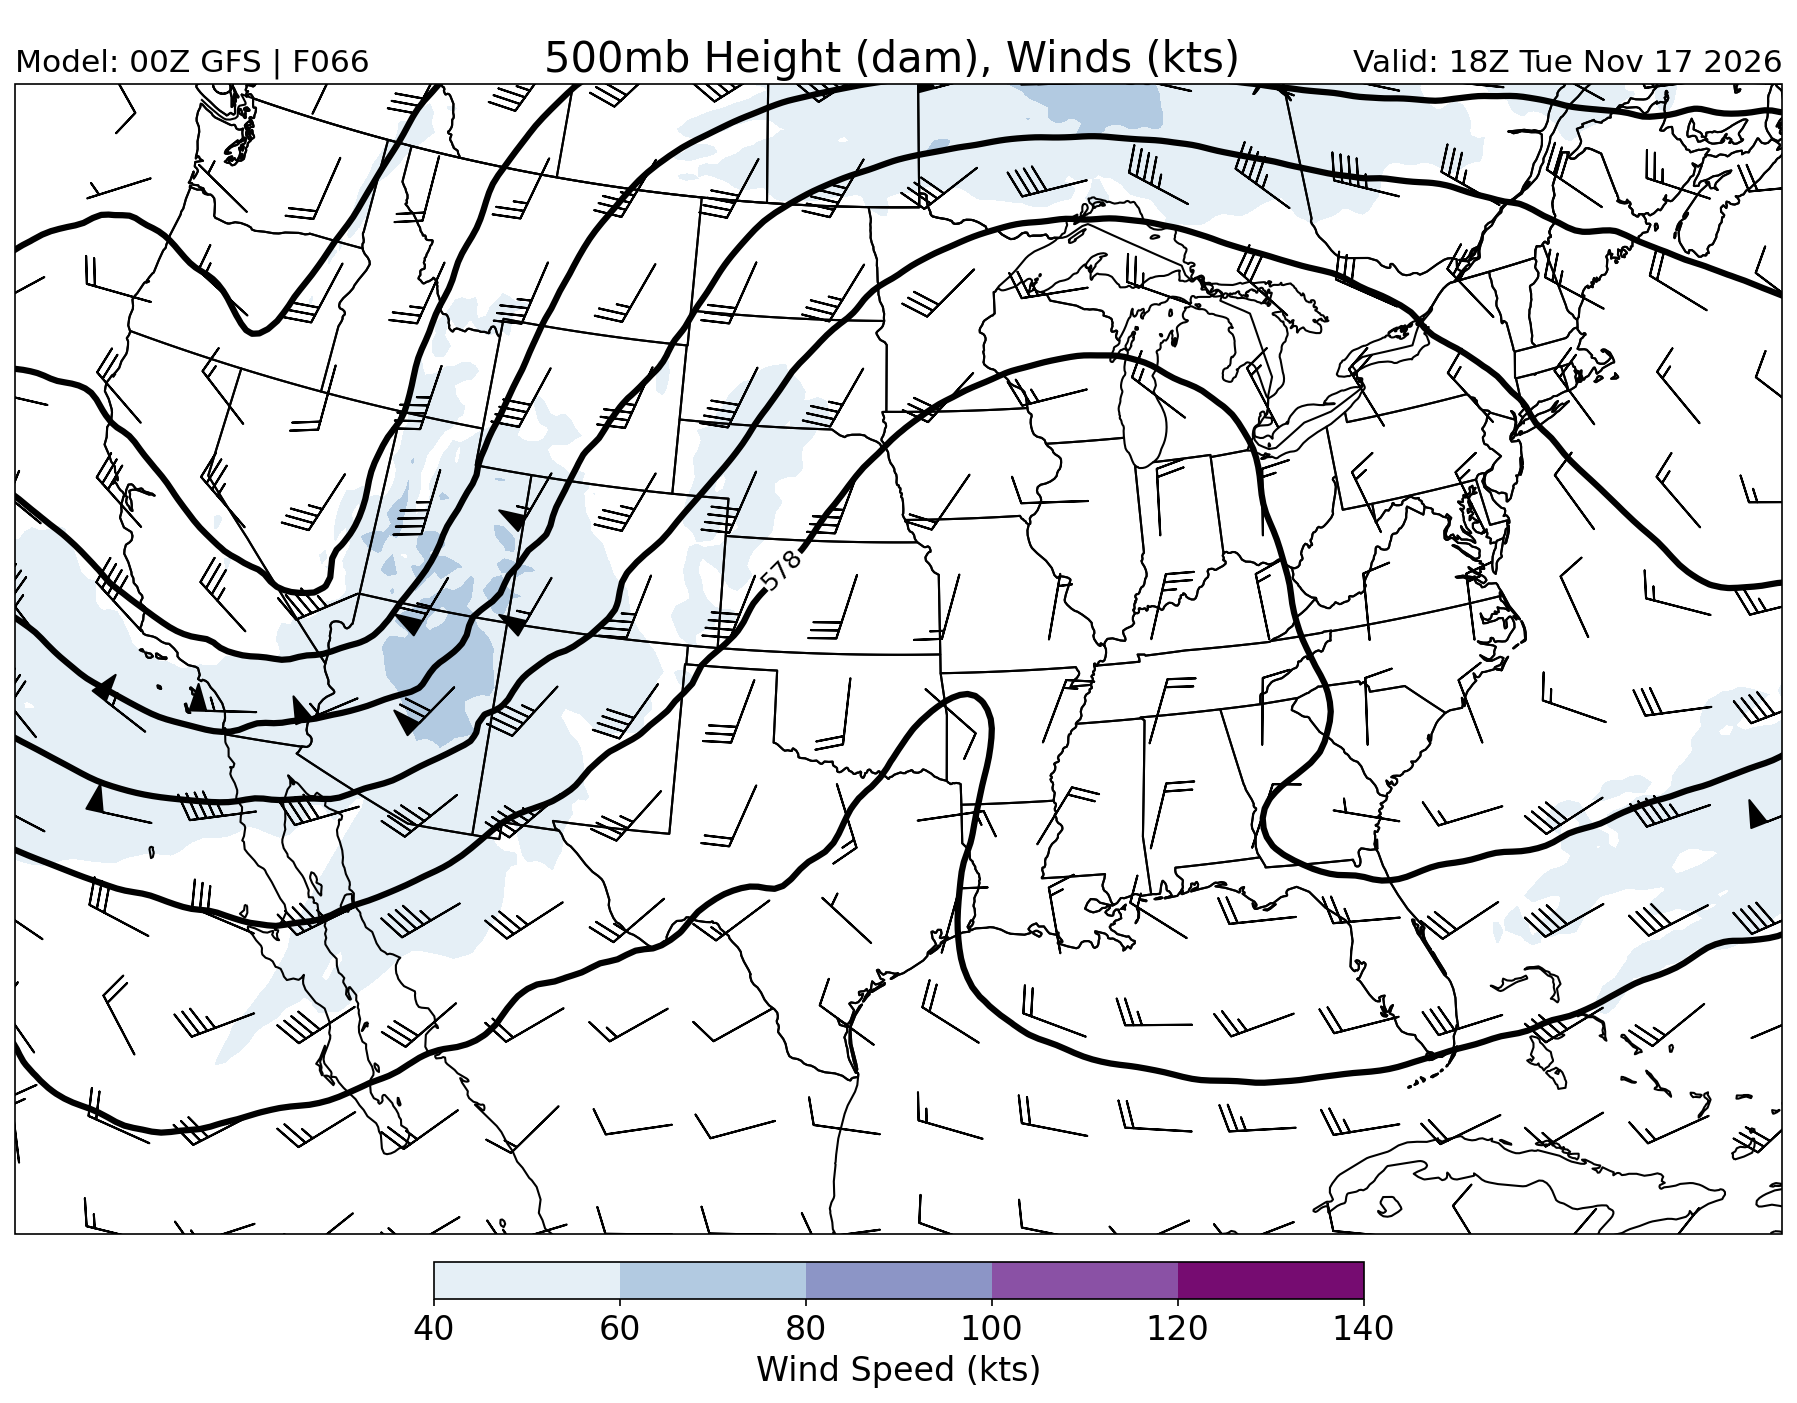 Model: 00Z GFS | F066
500mb Height (dam), Winds (kts)
Valid: 18Z Tue Nov 17 2026
578
40 60 80 100 120 140
Wind Speed (kts)